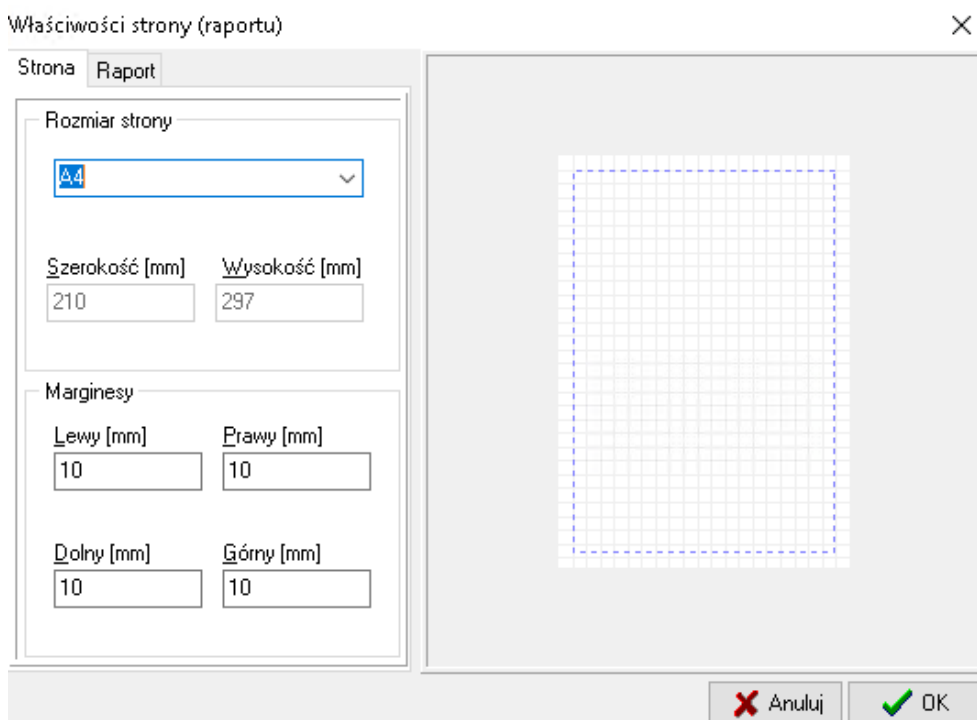 Właściwości strony (raportu)
Strona Raport
Rozmiar strony
A4
Szerokość [mm] Wysokość [mm]
210 297
Marginesy
Lewy [mm] Prawy [mm]
10 10
Dolny [mm] Górny [mm]
10 10
Anuluj OK